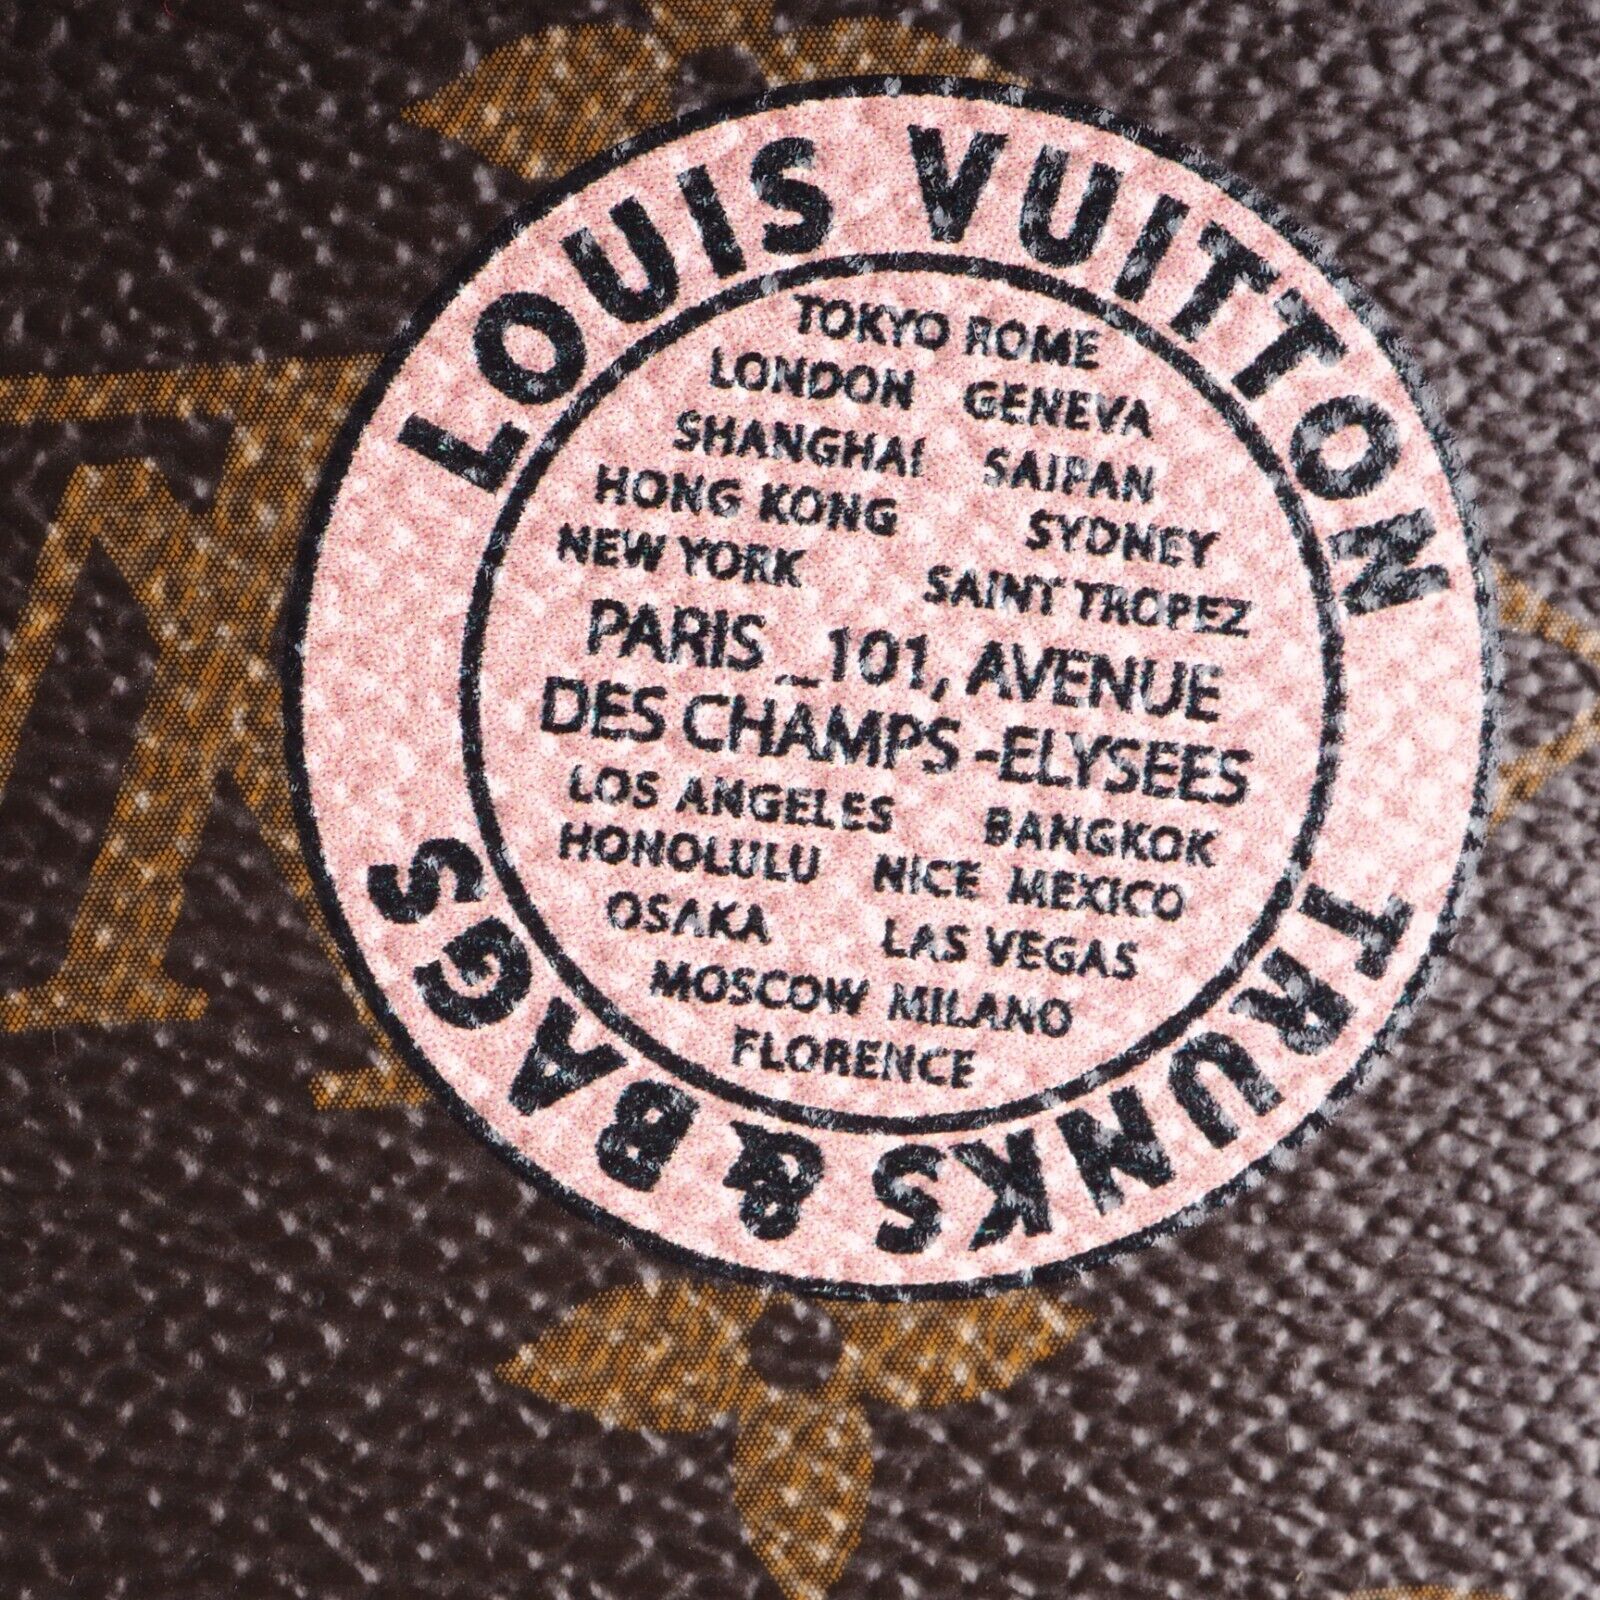 LOUIS VUITTON
TOKYO ROME
LONDON GENEVA
SHANGHAI SAIPAN
HONG KONG SYDNEY
NEW YORK SAINT TROPEZ
PARIS _101, AVENUE
DES CHAMPS -ELYSEES
LOS ANGELES BANGKOK
HONOLULU NICE MEXICO
OSAKA LAS VEGAS
MOSCOW MILANO
FLORENCE
TRUNKS & BAGS